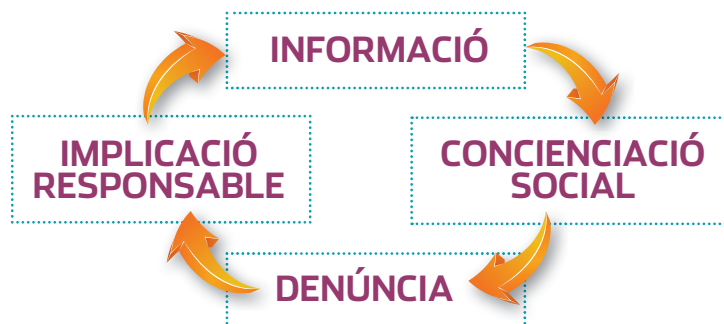 INFORMACIÓ
CONCIENCIACIÓ
SOCIAL
DENÚNCIA
IMPLICACIÓ
RESPONSABLE